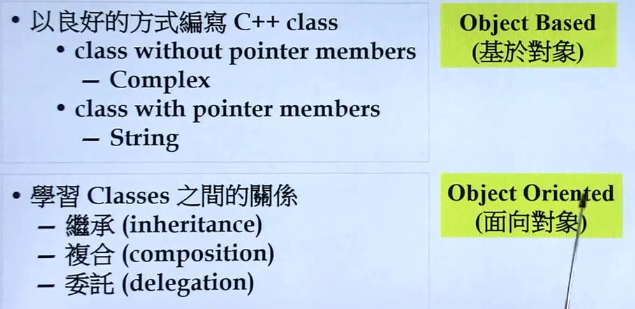 • 以良好的方式編寫 C++ class
• class without pointer members
— Complex
• class with pointer members
— String
Object Based
(基於對象)
• 學習 Classes 之間的關係
— 繼承 (inheritance)
— 複合 (composition)
— 委託 (delegation)
Object Oriented
(面向對象)